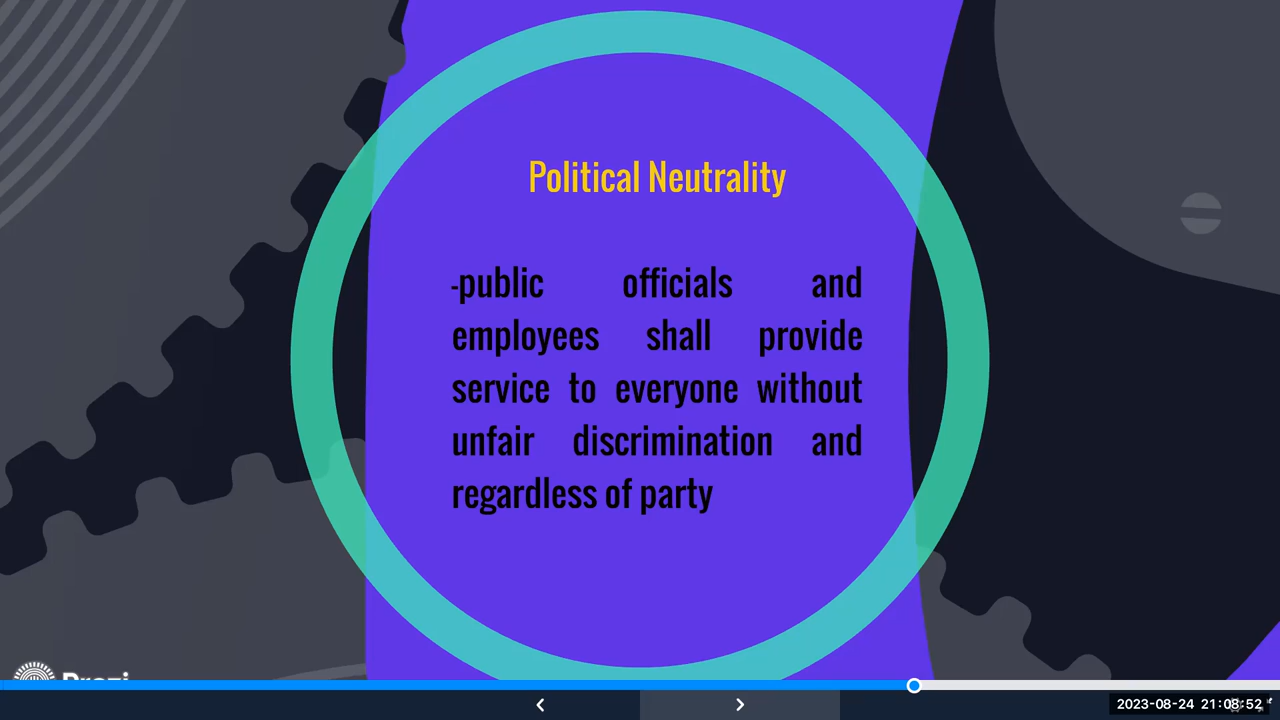 Political Neutrality
-public officials and
employees shall provide
service to everyone without
unfair discrimination and
regardless of party
Prezi
2023-08-24 21:08:52